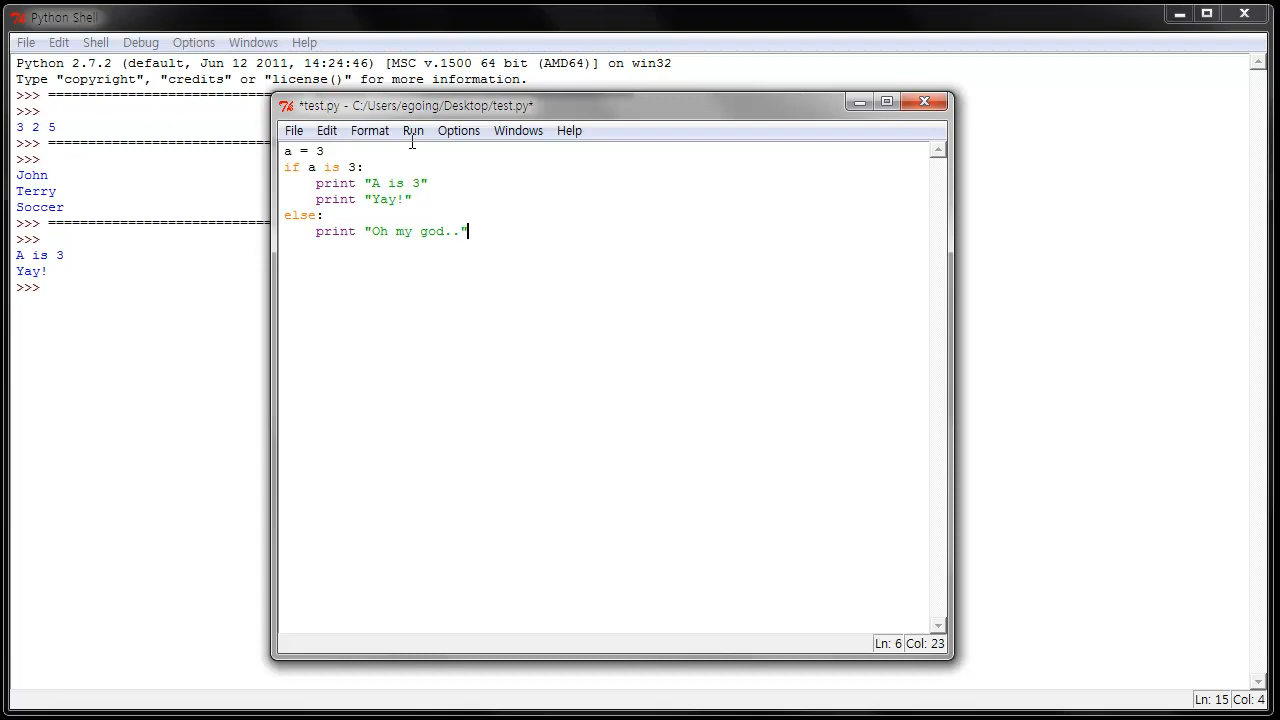 Python Shell
File Edit Shell Debug Options Windows Help
Python 2.7.2 (default, Jun 12 2011, 14:24:46) [MSC v.1500 64 bit (AMD64)] on win32
Type "copyright", "credits" or "license()" for more information.
>>> ============================
>>>
3 2 5
>>> ============================
>>>
John
Terry
Soccer
>>> ============================
>>>
A is 3
Yay!
>>>
*test.py - C:/Users/egoing/Desktop/test.py*
File Edit Format Run Options Windows Help
a = 3
if a is 3:
    print "A is 3"
    print "Yay!"
else:
    print "Oh my god.."
Ln: 6 Col: 23
Ln: 15 Col: 4